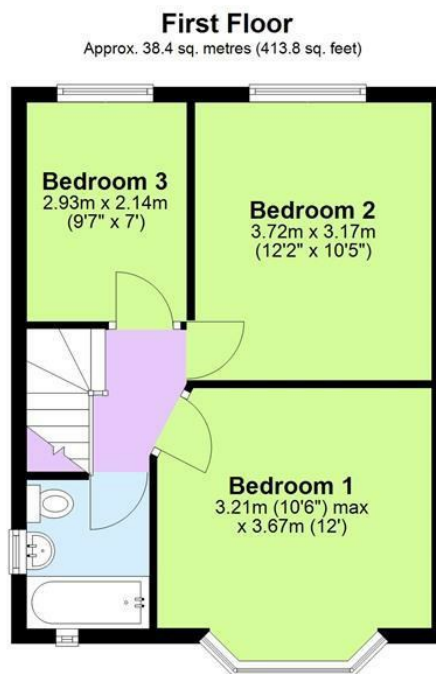 First Floor
Approx. 38.4 sq. metres (413.8 sq. feet)
Bedroom 3
2.93m x 2.14m
(9'7" x 7')
Bedroom 2
3.72m x 3.17m
(12'2" x 10'5")
Bedroom 1
3.21m (10'6") max
x 3.67m (12')